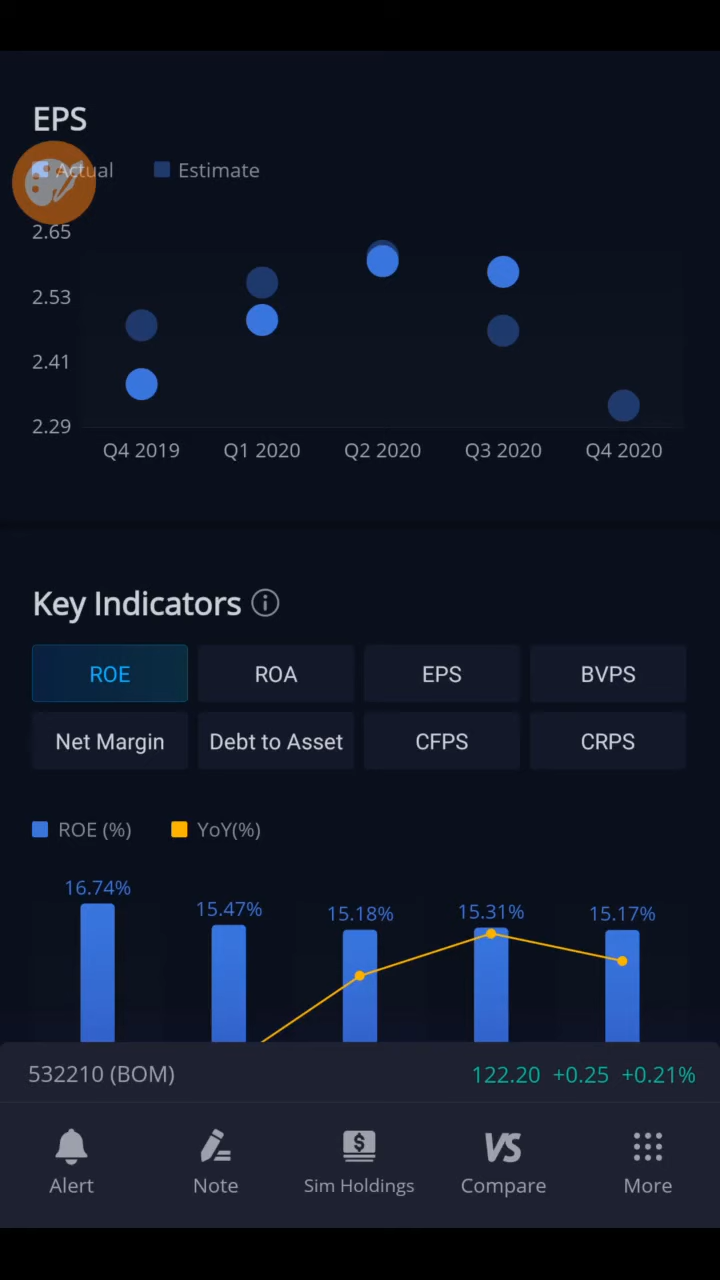 EPS
Actual Estimate
2.65
2.53
2.41
2.29
Q4 2019 Q1 2020 Q2 2020 Q3 2020 Q4 2020
Key Indicators
ROE ROA EPS BVPS
Net Margin Debt to Asset CFPS CRPS
ROE (%) YoY(%)
16.74% 15.47% 15.18% 15.31% 15.17%
532210 (BOM) 122.20 +0.25 +0.21%
Alert Note Sim Holdings Compare More
VS